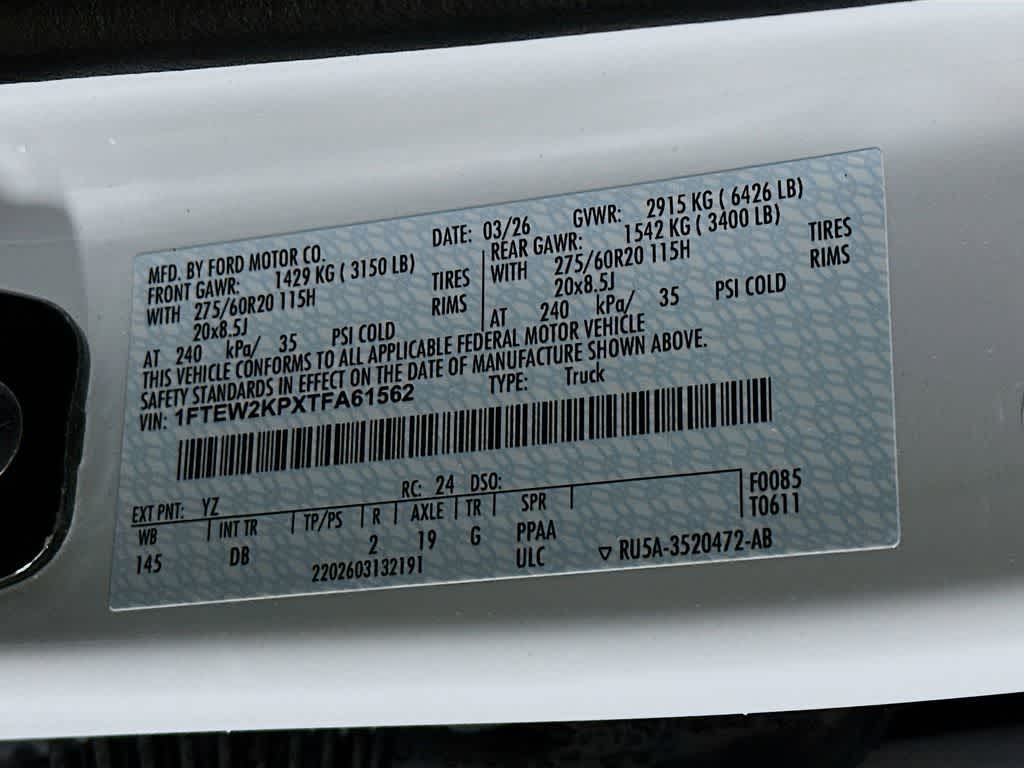 MFD. BY FORD MOTOR CO.
DATE: 03/26 GVWR: 2915 KG ( 6426 LB)
FRONT GAWR: 1429 KG ( 3150 LB) REAR GAWR: 1542 KG ( 3400 LB)
WITH 275/60R20 115H TIRES WITH 275/60R20 115H TIRES
20x8.5J RIMS 20x8.5J RIMS
AT 240 kPa/ 35 PSI COLD AT 240 kPa/ 35 PSI COLD
THIS VEHICLE CONFORMS TO ALL APPLICABLE FEDERAL MOTOR VEHICLE
SAFETY STANDARDS IN EFFECT ON THE DATE OF MANUFACTURE SHOWN ABOVE.
VIN: 1FTEW2KPXTFA61562 TYPE: Truck
EXT PNT: YZ RC: 24 DSO: F0085
WB INT TR TP/PS R AXLE TR SPR T0611
145 DB 2 19 G PPAA
2202603132191 ULC ▽ RU5A-3520472-AB